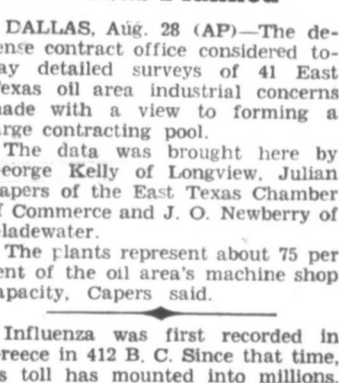 DALLAS, Aug. 28 (AP)—The de-
ense contract office considered to-
ay detailed surveys of 41 East
exas oil area industrial concerns
ade with a view to forming a
arge contracting pool.
The data was brought here by
eorge Kelly of Longview, Julian
apers of the East Texas Chamber
f Commerce and J. O. Newberry of
ladewater.
The plants represent about 75 per
ent of the oil area's machine shop
apacity, Capers said.
Influenza was first recorded in
reece in 412 B. C. Since that time,
s toll has mounted into millions.